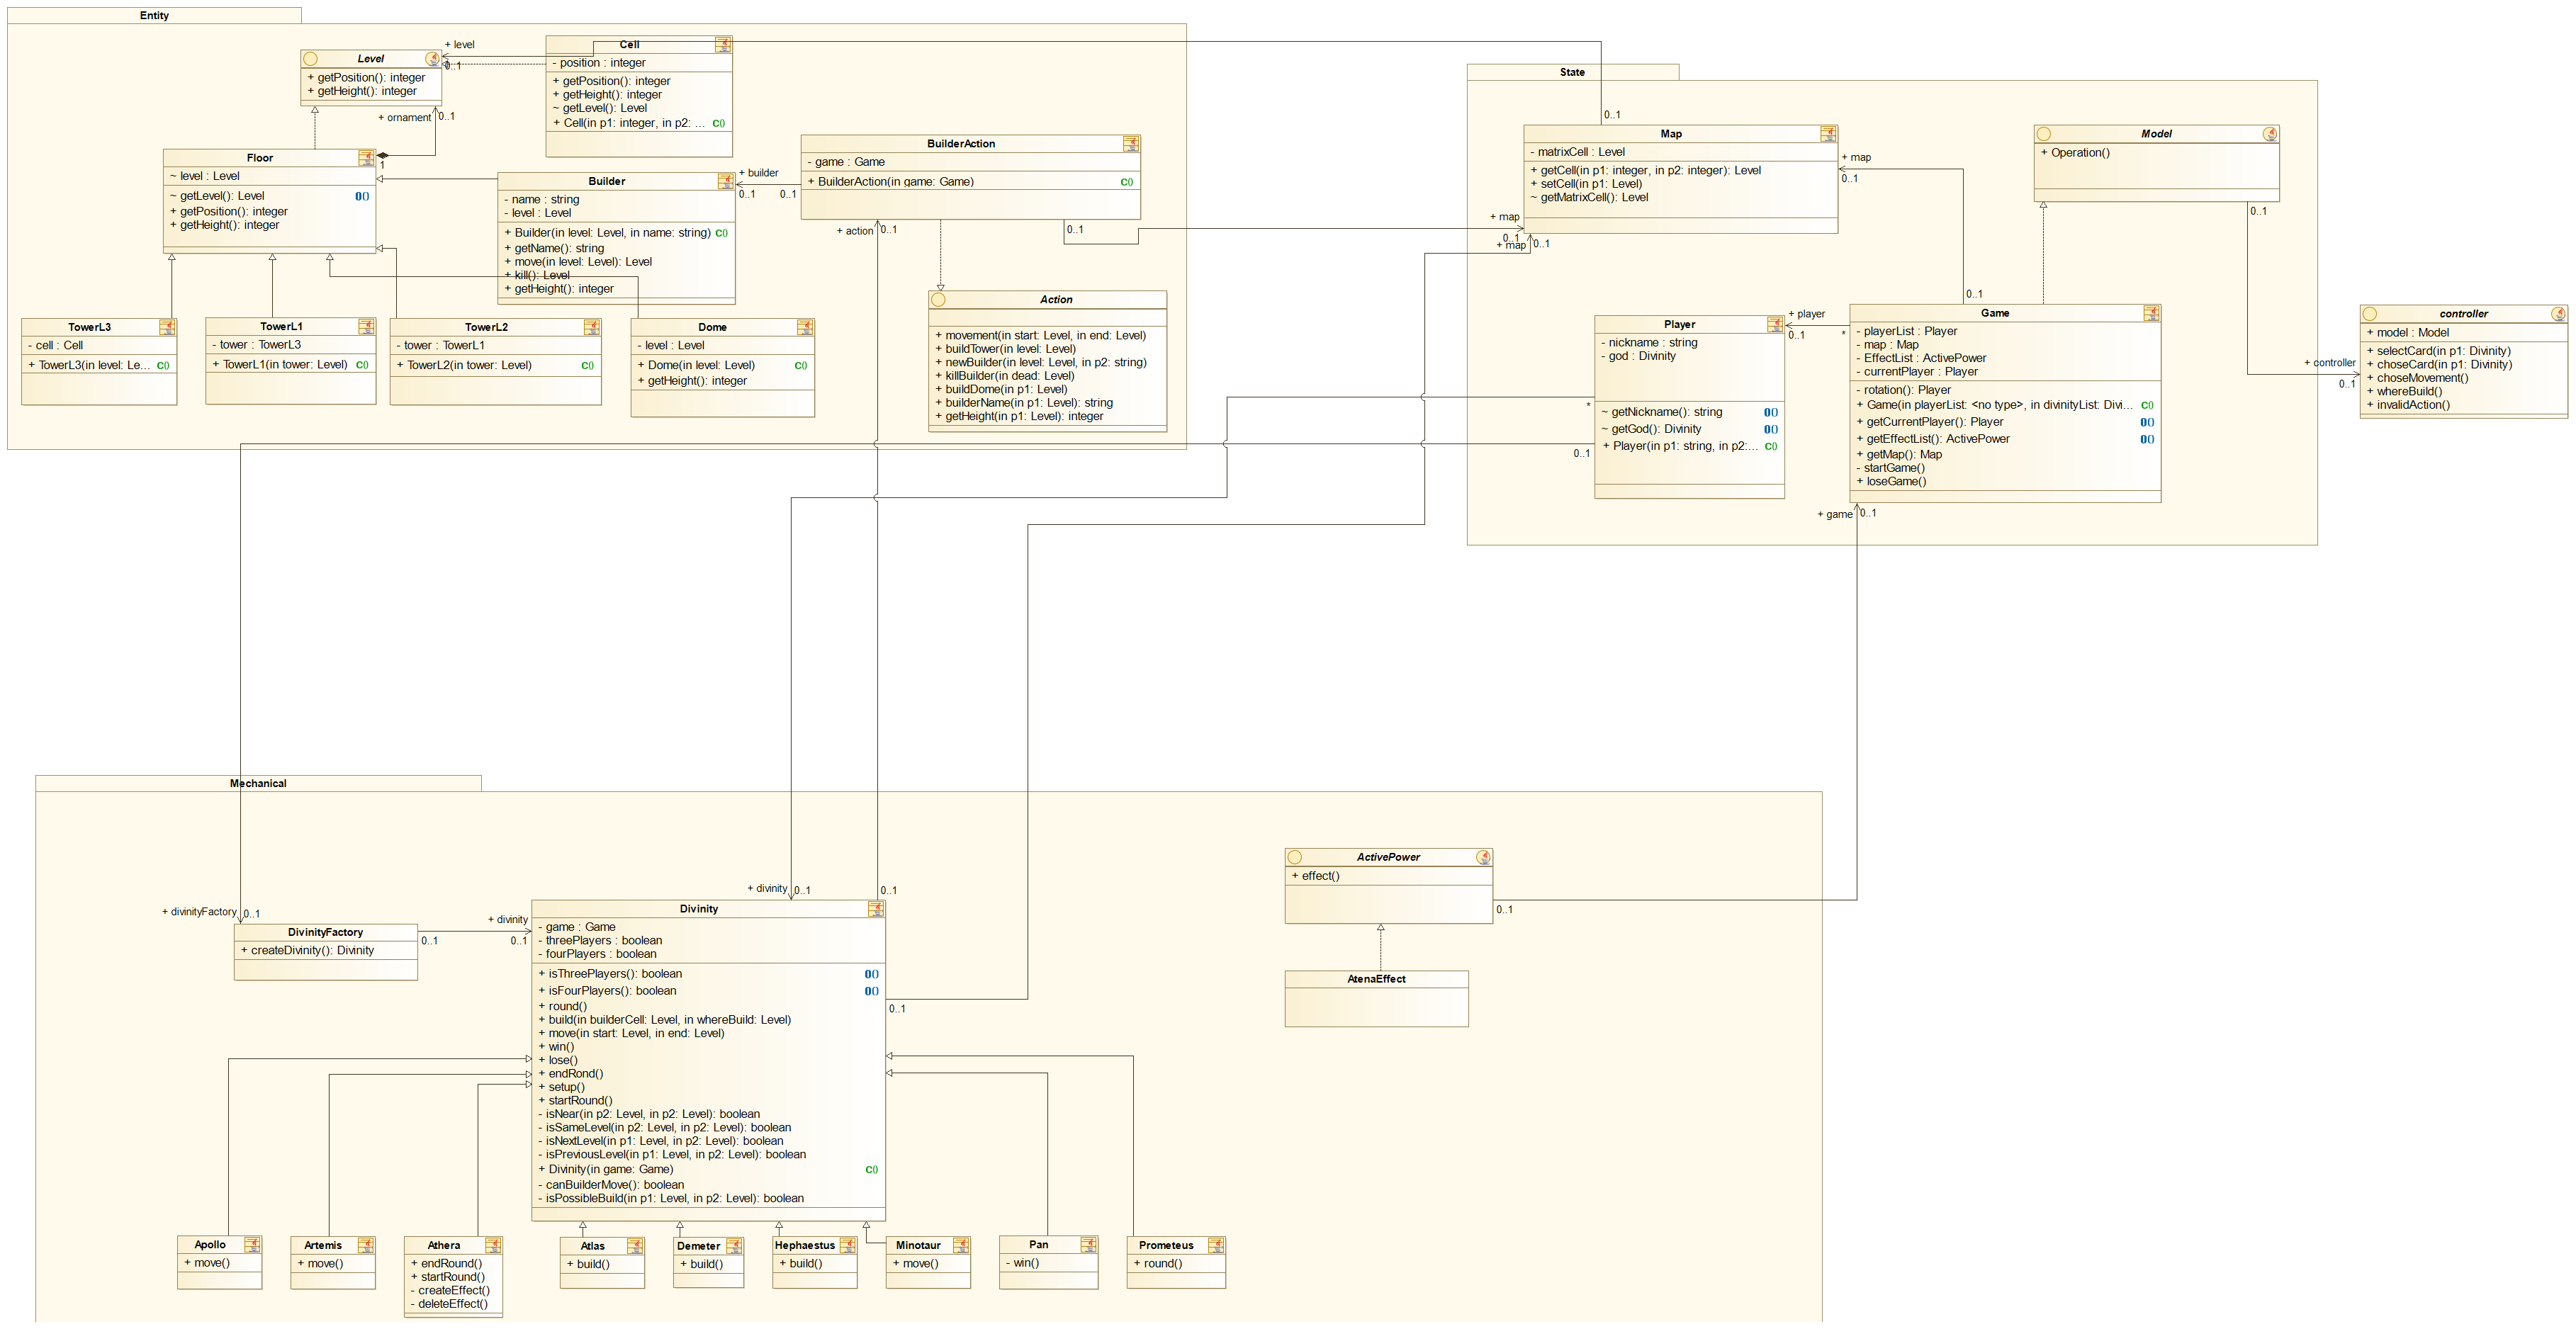 Entity
Level
+ getPosition(): integer
+ getHeight(): integer
+ level
0..1
+ ornament
0..1
Cell
- position : integer
+ getPosition(): integer
+ getHeight(): integer
~ getLevel(): Level
+ Cell(in p1: integer, in p2: ... C()
Floor
1
~ level : Level
~ getLevel(): Level 0()
+ getPosition(): integer
+ getHeight(): integer
Builder
- name : string
- level : Level
+ Builder(in level: Level, in name: string) C()
+ getName(): string
+ move(in level: Level): Level
+ kill(): Level
+ getHeight(): integer
+ builder
0..1
0..1
BuilderAction
- game : Game
+ BuilderAction(in game: Game) C()
+ action
0..1
0..1
Action
+ movement(in start: Level, in end: Level)
+ buildTower(in level: Level)
+ newBuilder(in level: Level, in p2: string)
+ killBuilder(in dead: Level)
+ buildDome(in p1: Level)
+ builderName(in p1: Level): string
+ getHeight(in p1: Level): integer
TowerL3
- cell : Cell
+ TowerL3(in level: Le... C()
TowerL1
- tower : TowerL3
+ TowerL1(in tower: Level) C()
TowerL2
- tower : TowerL1
+ TowerL2(in tower: Level) C()
Dome
- level : Level
+ Dome(in level: Level) C()
+ getHeight(): integer
State
0..1
Map
- matrixCell : Level
+ getCell(in p1: integer, in p2: integer): Level
+ setCell(in p1: Level)
~ getMatrixCell(): Level
+ map
0..1
+ map
0..1
+ map
0..1
Model
+ Operation()
0..1
0..1
Player
- nickname : string
- god : Divinity
~ getNickname(): string 0()
~ getGod(): Divinity 0()
+ Player(in p1: string, in p2:... C()
+ player
0..1
*
*
0..1
Game
- playerList : Player
- map : Map
- EffectList : ActivePower
- currentPlayer : Player
- rotation(): Player
+ Game(in playerList: <no type>, in divinityList: Divi... C()
+ getCurrentPlayer(): Player 0()
+ getEffectList(): ActivePower 0()
+ getMap(): Map
- startGame()
+ loseGame()
+ game
0..1
+ controller
0..1
controller
+ model : Model
+ selectCard(in p1: Divinity)
+ choseCard(in p1: Divinity)
+ choseMovement()
+ whereBuild()
+ invalidAction()
Mechanical
+ divinityFactory
0..1
DivinityFactory
+ createDivinity(): Divinity
0..1
+ divinity
0..1
+ divinity
0..1
0..1
Divinity
- game : Game
- threePlayers : boolean
- fourPlayers : boolean
+ isThreePlayers(): boolean 0()
+ isFourPlayers(): boolean 0()
+ round()
+ build(in builderCell: Level, in whereBuild: Level)
+ move(in start: Level, in end: Level)
+ win()
+ lose()
+ endRond()
+ setup()
+ startRound()
- isNear(in p2: Level, in p2: Level): boolean
- isSameLevel(in p2: Level, in p2: Level): boolean
- isNextLevel(in p1: Level, in p2: Level): boolean
- isPreviousLevel(in p1: Level, in p2: Level): boolean
+ Divinity(in game: Game) C()
- canBuilderMove(): boolean
- isPossibleBuild(in p1: Level, in p2: Level): boolean
0..1
ActivePower
+ effect()
0..1
AtenaEffect
Apollo
+ move()
Artemis
+ move()
Athera
+ endRound()
+ startRound()
- createEffect()
- deleteEffect()
Atlas
+ build()
Demeter
+ build()
Hephaestus
+ build()
Minotaur
+ move()
Pan
- win()
Prometeus
+ round()